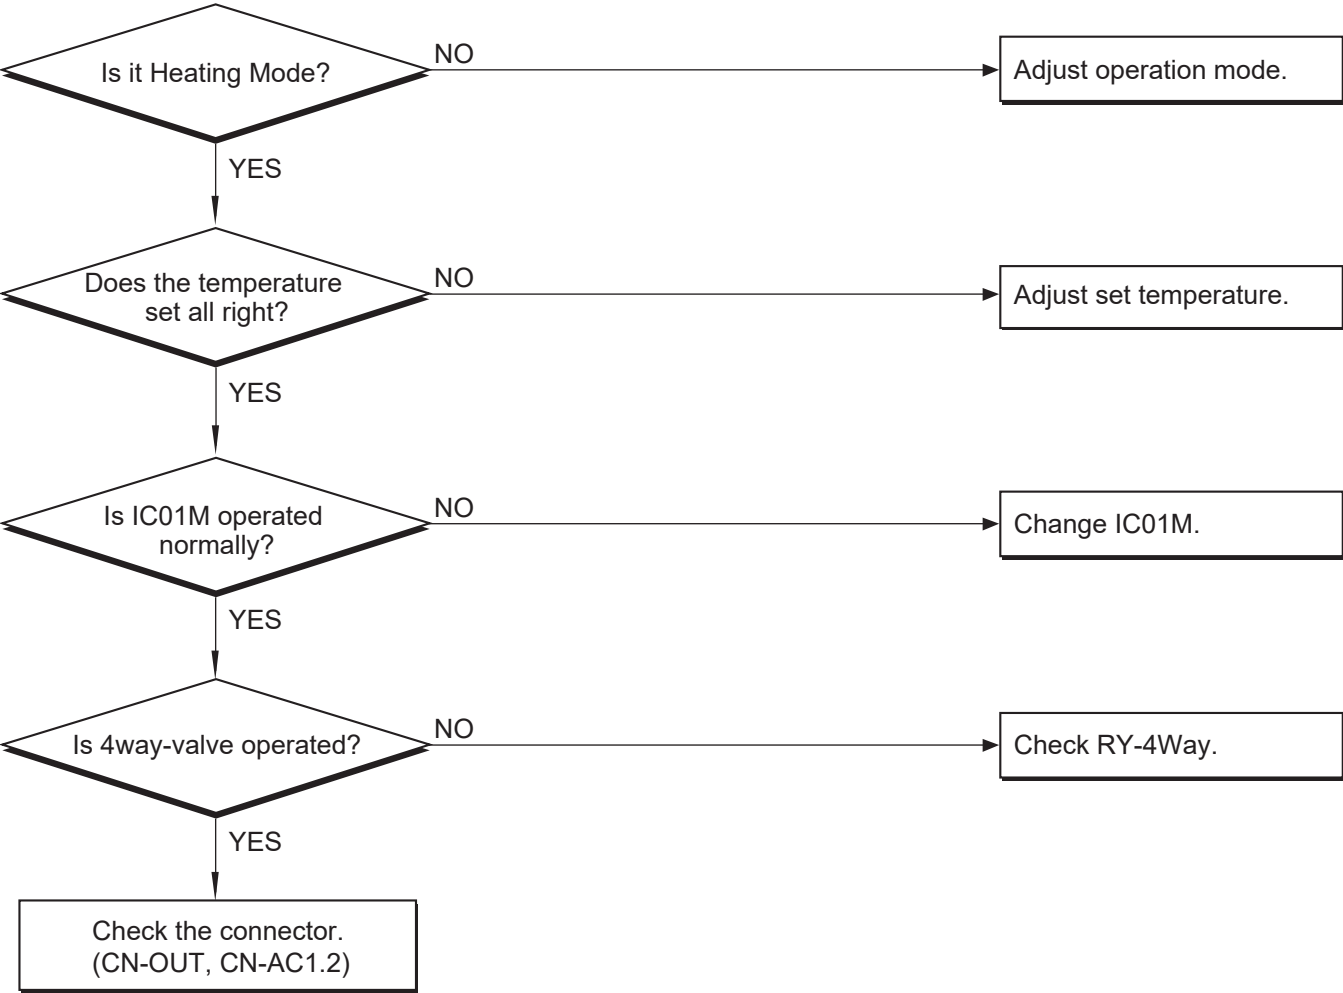 Is it Heating Mode?
NO
Adjust operation mode.
YES
Does the temperature
set all right?
NO
Adjust set temperature.
YES
Is IC01M operated
normally?
NO
Change IC01M.
YES
Is 4way-valve operated?
NO
Check RY-4Way.
YES
Check the connector.
(CN-OUT, CN-AC1.2)